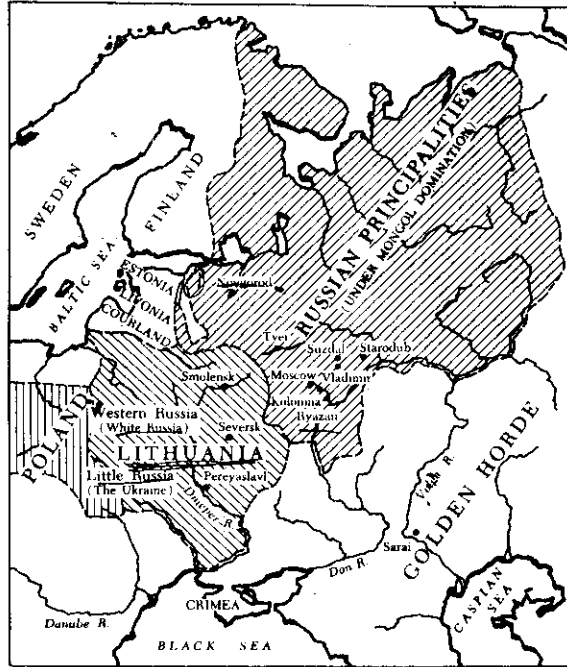 SWEDEN
FINLAND
BALTIC SEA
ESTONIA
LIVONIA
COURLAND
Novgorod
RUSSIAN PRINCIPALITIES
(UNDER MONGOL DOMINATION)
Tver
Suzdal
Starodub
Smolensk
Moscow
Vladimir
Kolomna
Ryazan
POLAND
Western Russia
(White Russia)
Seversk
LITHUANIA
Little Russia
(The Ukraine)
Pereyaslavl
Dnieper R.
Volga R.
GOLDEN HORDE
Sarai
Don R.
CASPIAN
SEA
CRIMEA
Danube R.
BLACK SEA